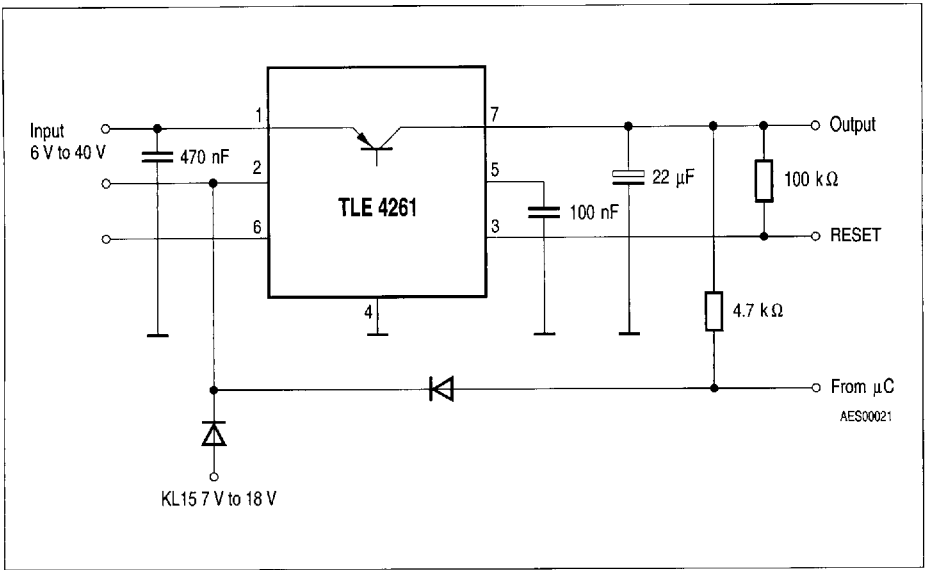 Input
6 V to 40 V
470 nF
1
2
6
TLE 4261
4
7
5
3
100 nF
22 µF
100 kΩ
4.7 kΩ
Output
RESET
From µC
AES00021
KL15 7 V to 18 V